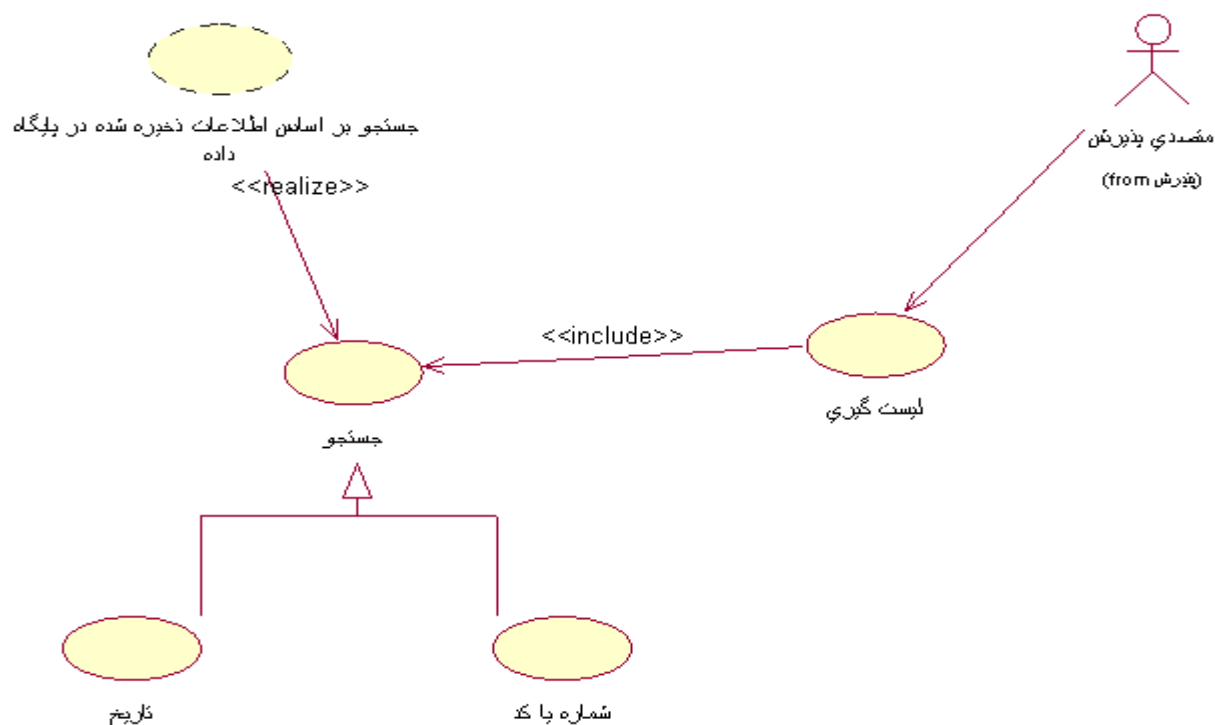 جستجو بر اساس اطلاعات ذخیره شده در پایگاه
داده
<<realize>>
متصدي پذیرش
(from پذیرش)
<<include>>
لیست گیري
جستجو
تاریخ
شماره یا کد